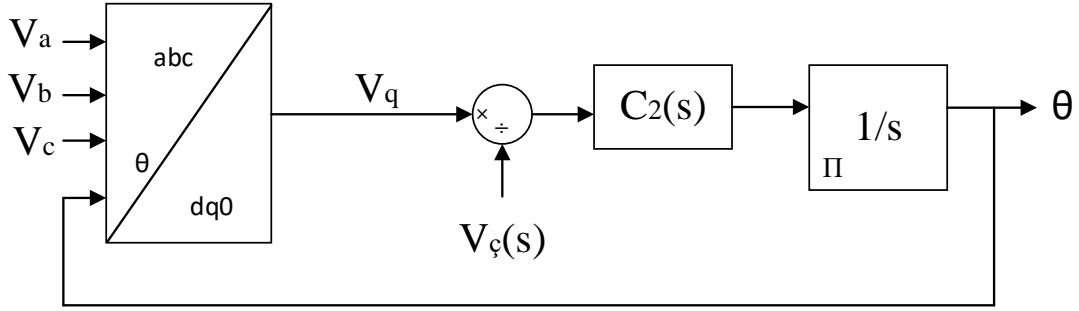 Va
Vb
Vc
abc
θ
dq0
Vq
×
÷
Vç(s)
C2(s)
1/s
Π
θ